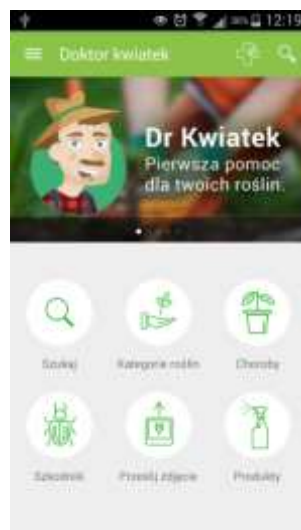 12:19
Doktor kwiatek
Dr Kwiatek
Pierwsza pomoc
dla twoich roślin.
Szukaj
Kategorie roślin
Choroby
Szkodniki
Prześlij zdjęcie
Produkty